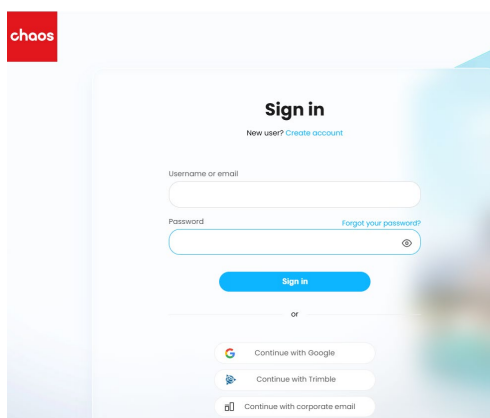 chaos
Sign in
New user? Create account
Username or email
Password Forgot your password?
Sign in
or
Continue with Google
Continue with Trimble
Continue with corporate email